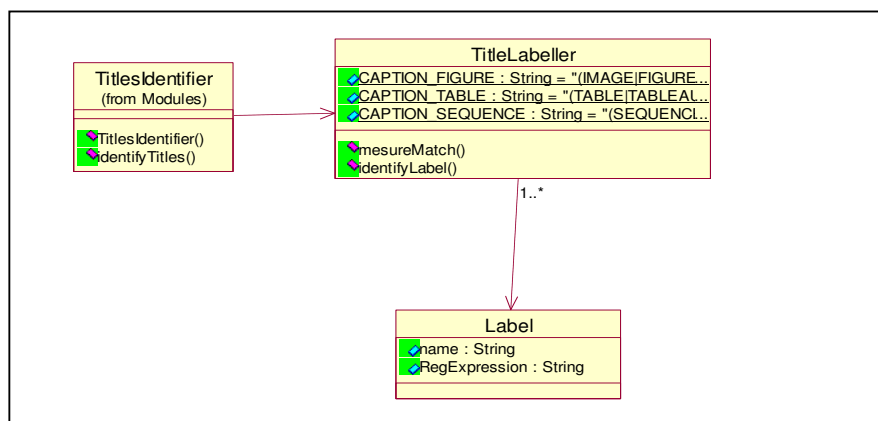 TitlesIdentifier
(from Modules)
TitlesIdentifier()
identifyTitles()
TitleLabeller
CAPTION_FIGURE : String = "(IMAGE|FIGURE...
CAPTION_TABLE : String = "(TABLE|TABLEAU...
CAPTION_SEQUENCE : String = "(SEQUENCI...
mesureMatch()
identifyLabel()
1..*
Label
name : String
RegExpression : String